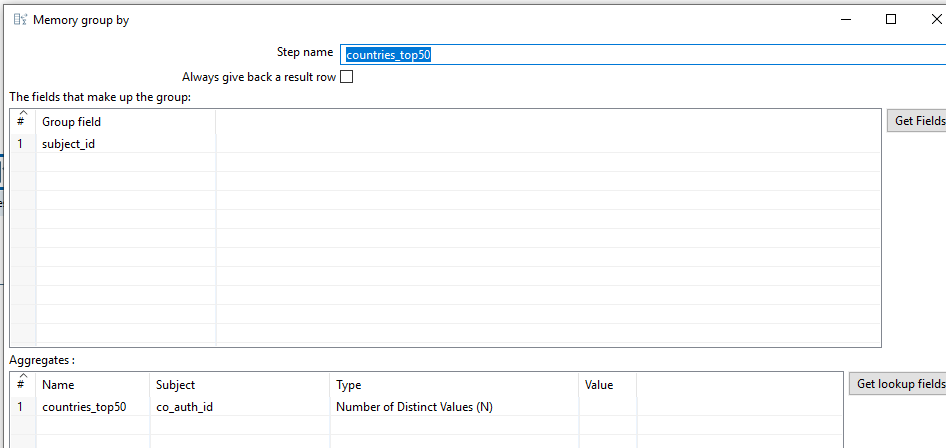 Memory group by
Step name countries_top50
Always give back a result row
The fields that make up the group:
# Group field
Get Fields
1 subject_id
Aggregates :
# Name Subject Type Value
Get lookup fields
1 countries_top50 co_auth_id Number of Distinct Values (N)